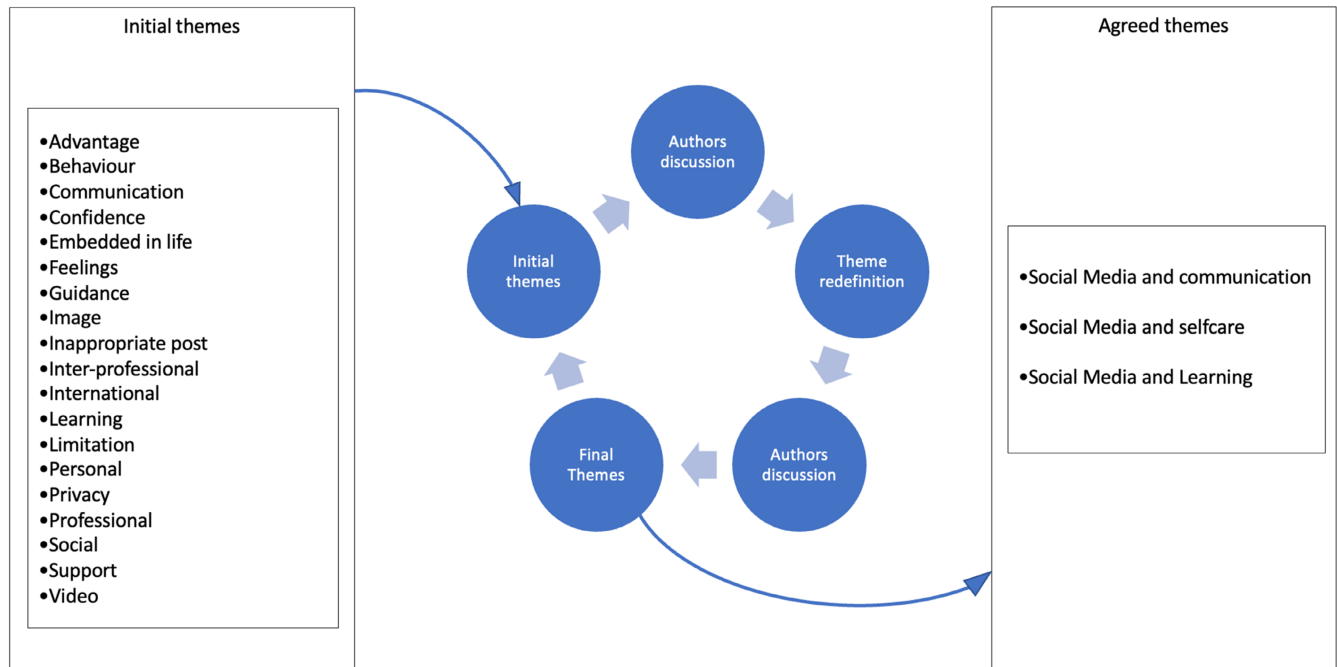 Initial themes
•Advantage
•Behaviour
•Communication
•Confidence
•Embedded in life
•Feelings
•Guidance
•Image
•Inappropriate post
•Inter-professional
•International
•Learning
•Limitation
•Personal
•Privacy
•Professional
•Social
•Support
•Video
Authors
discussion
Initial
themes
Theme
redefinition
Final
Themes
Authors
discussion
Agreed themes
•Social Media and communication
•Social Media and selfcare
•Social Media and Learning